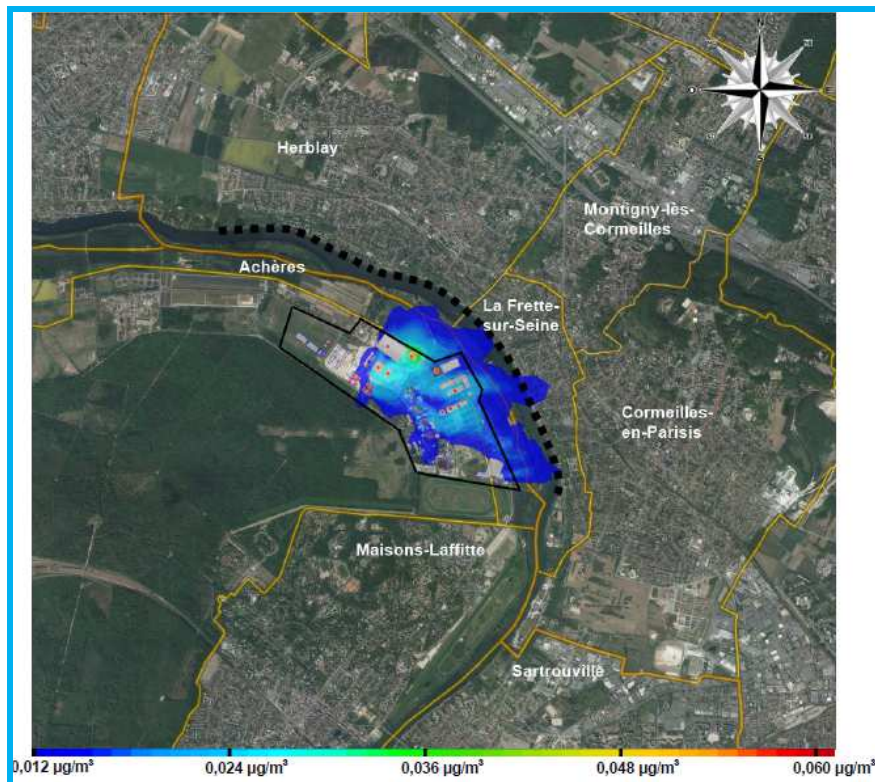 Herblay
Montigny-lès-
Cormeilles
Achères
La Frette-
sur-Seine
Cormeilles-
en-Parisis
Maisons-Laffitte
Sartrouville
0,012 µg/m³ 0,024 µg/m³ 0,036 µg/m³ 0,048 µg/m³ 0,060 µg/m³